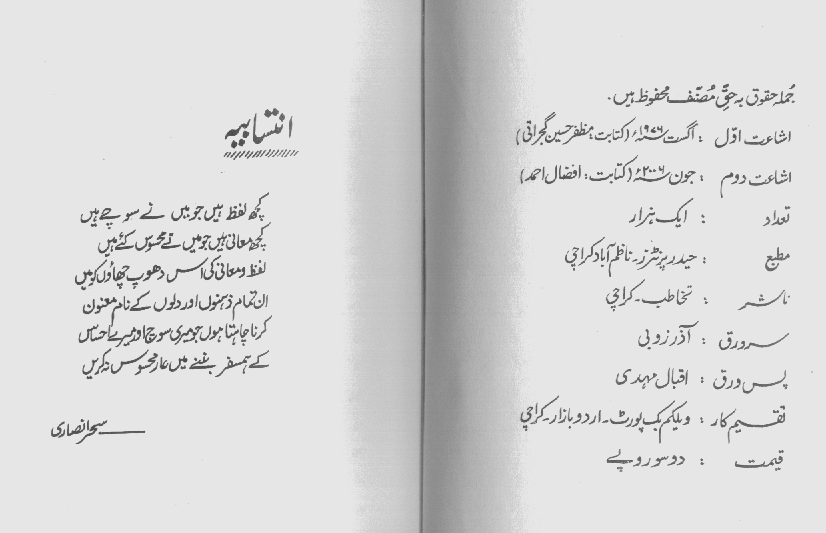 جُملہ حقوق بہ حقِّ مُصنّف محفوظ ہیں۔
اشاعت اوّل : اگست ۱۹۷۶ء (کتابت: مظفر حسین گجراتی)
اشاعت دوم : جون ۲۰۰۶ء (کتابت: افضال احمد)
تعداد : ایک ہزار
مطبع : حیدر پرنٹرز۔ ناظم آباد کراچی
ناشر : تخاطب۔ کراچی
سرورق : آذر زوبی
پس ورق : اقبال مہدی
تقسیم کار : ویلکم بک پورٹ۔ اردو بازار۔ کراچی
قیمت : دو سو روپے
انتسابیہ
کچھ لفظ ہیں جو میں نے سوچے ہیں
کچھ معانی ہیں جو میں نے محسوس کئے ہیں
لفظ و معانی کی اس دھوپ چھاؤں کو میں
ان تمام ذہنوں اور دلوں کے نام معنون
کرنا چاہتا ہوں جو میری سوچ اور میرے احساس
کے ہمسفر بننے میں عار محسوس نہ کریں
سحر انصاری